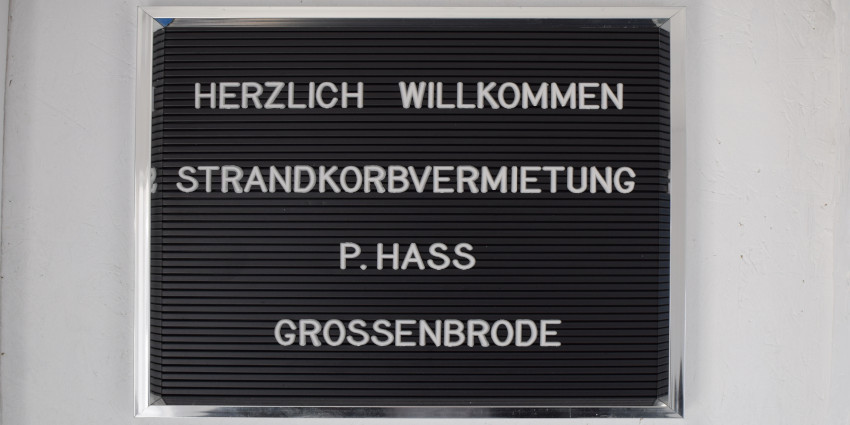 HERZLICH WILLKOMMEN
STRANDKORBVERMIETUNG
P. HASS
GROSSENBRODE